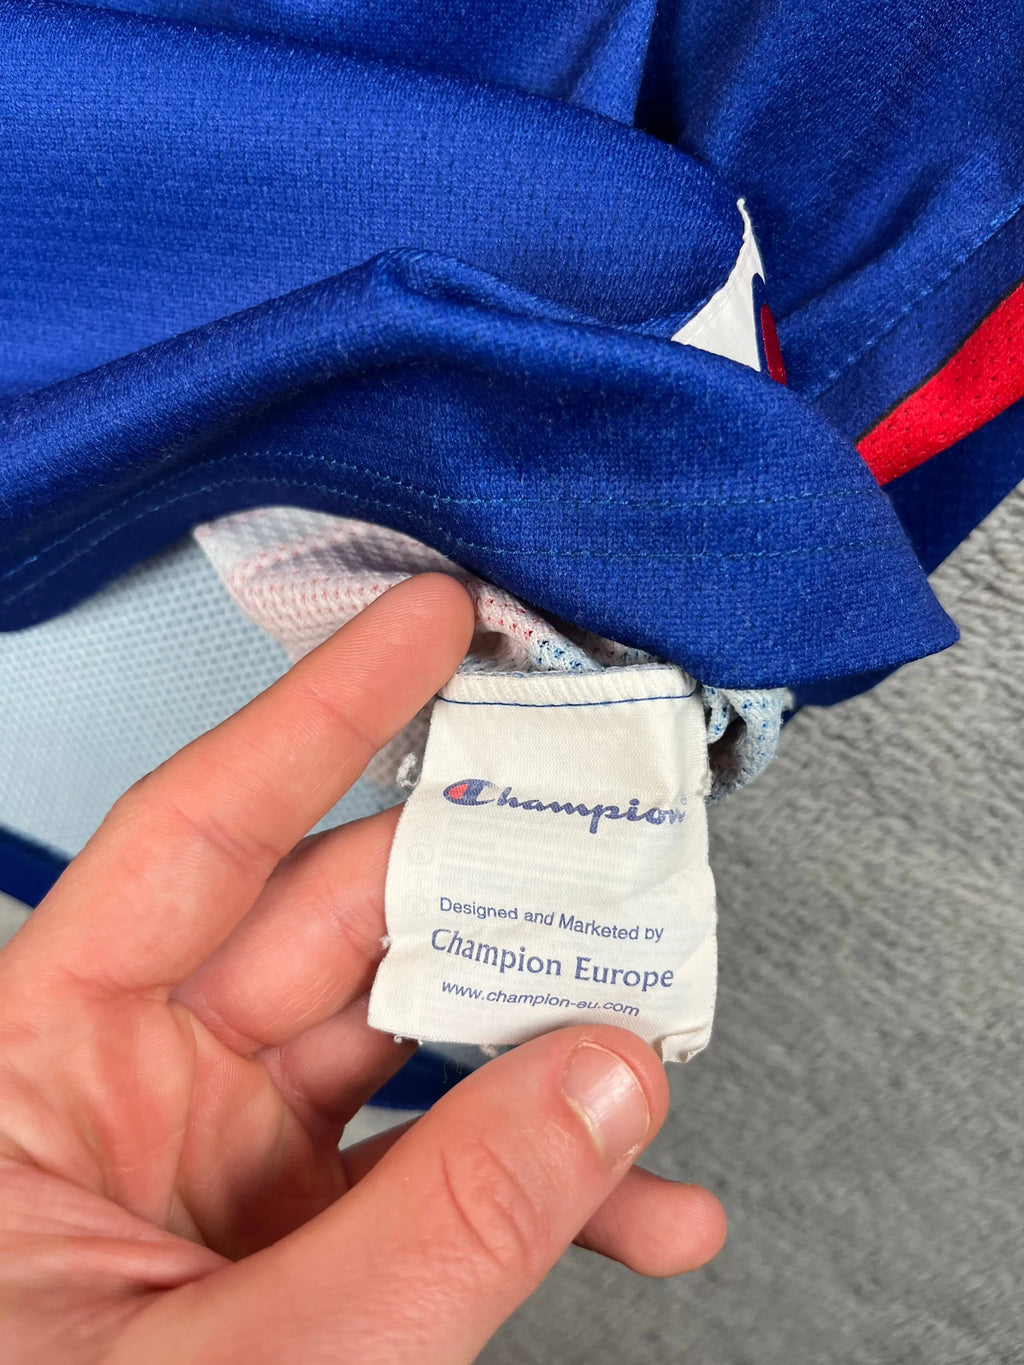 Champion
Designed and Marketed by
Champion Europe
www.champion-eu.com